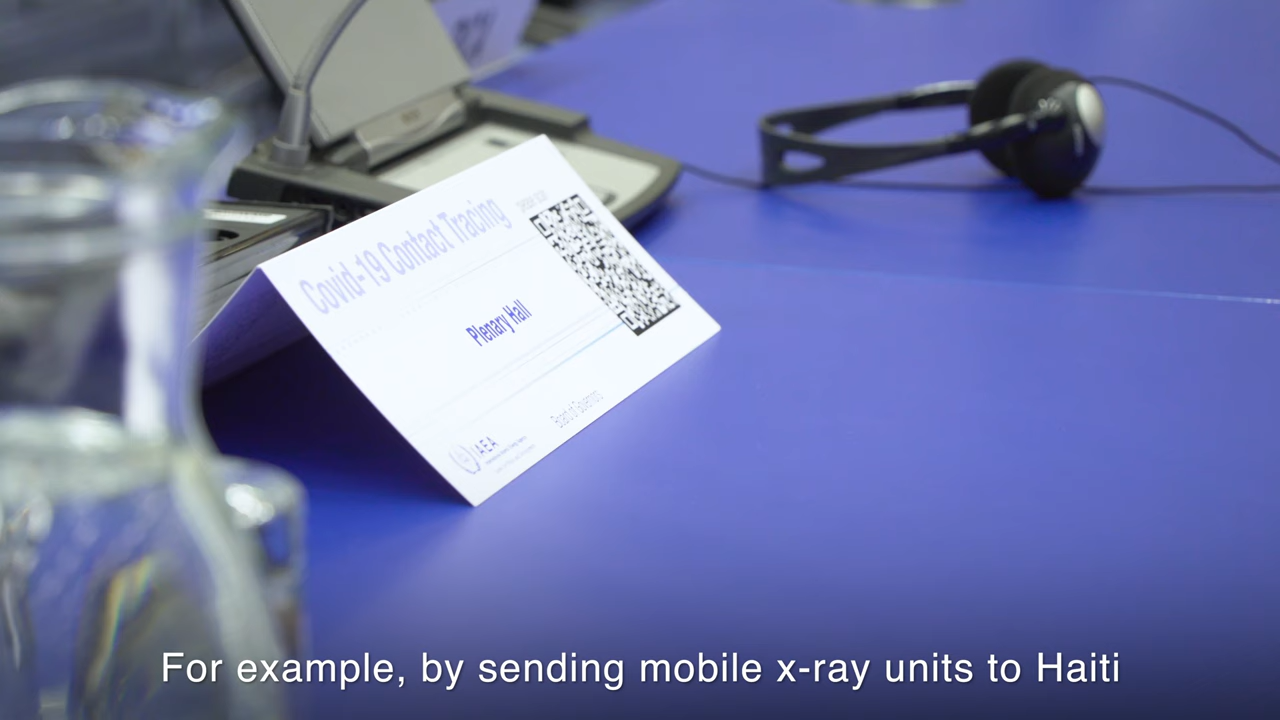 Covid-19 Contact Tracing
Plenary Hall
Board of Governors
IAEA
For example, by sending mobile x-ray units to Haiti